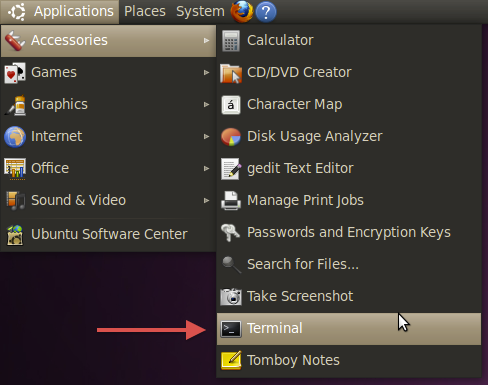 Applications Places System
Accessories
Games
Graphics
Internet
Office
Sound & Video
Ubuntu Software Center
Calculator
CD/DVD Creator
Character Map
Disk Usage Analyzer
gedit Text Editor
Manage Print Jobs
Passwords and Encryption Keys
Search for Files...
Take Screenshot
Terminal
Tomboy Notes